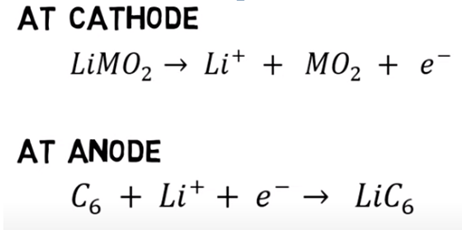 AT CATHODE
LiMO₂ → Li⁺ + MO₂ + e⁻
AT ANODE
C₆ + Li⁺ + e⁻ → LiC₆